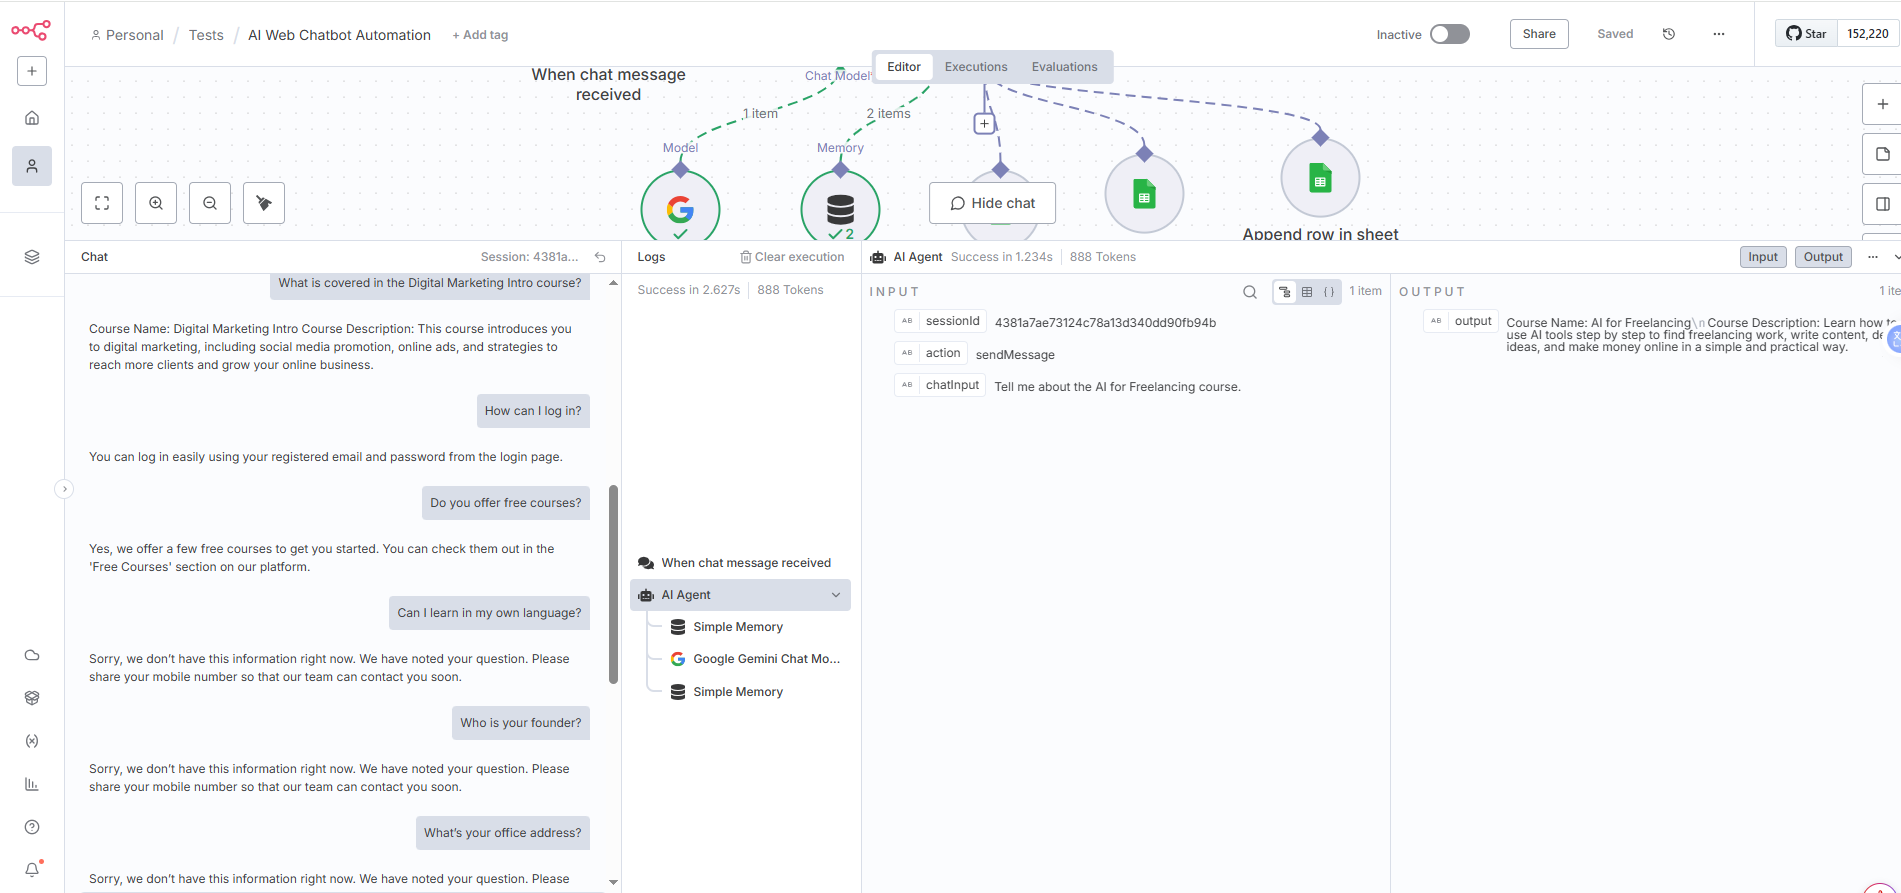 Personal / Tests / AI Web Chatbot Automation + Add tag
Inactive
Share
Saved
Star 152,220
Editor Executions Evaluations
When chat message
received
Chat Model*
1 item
2 items
Model
Memory
2
Hide chat
Append row in sheet
Chat
Session: 4381a...
What is covered in the Digital Marketing Intro course?
Course Name: Digital Marketing Intro Course Description: This course introduces you
to digital marketing, including social media promotion, online ads, and strategies to
reach more clients and grow your online business.
How can I log in?
You can log in easily using your registered email and password from the login page.
Do you offer free courses?
Yes, we offer a few free courses to get you started. You can check them out in the
'Free Courses' section on our platform.
Can I learn in my own language?
Sorry, we don’t have this information right now. We have noted your question. Please
share your mobile number so that our team can contact you soon.
Who is your founder?
Sorry, we don’t have this information right now. We have noted your question. Please
share your mobile number so that our team can contact you soon.
What’s your office address?
Sorry, we don’t have this information right now. We have noted your question. Please
Logs
Clear execution
Success in 2.627s 888 Tokens
When chat message received
AI Agent
Simple Memory
Google Gemini Chat Mo...
Simple Memory
AI Agent Success in 1.234s 888 Tokens
Input Output
INPUT
1 item
AB sessionId 4381a7ae73124c78a13d340dd90fb94b
AB action sendMessage
AB chatInput Tell me about the AI for Freelancing course.
OUTPUT
1 ite
AB output
Course Name: AI for Freelancing\n Course Description: Learn how to
use AI tools step by step to find freelancing work, write content, de
ideas, and make money online in a simple and practical way.